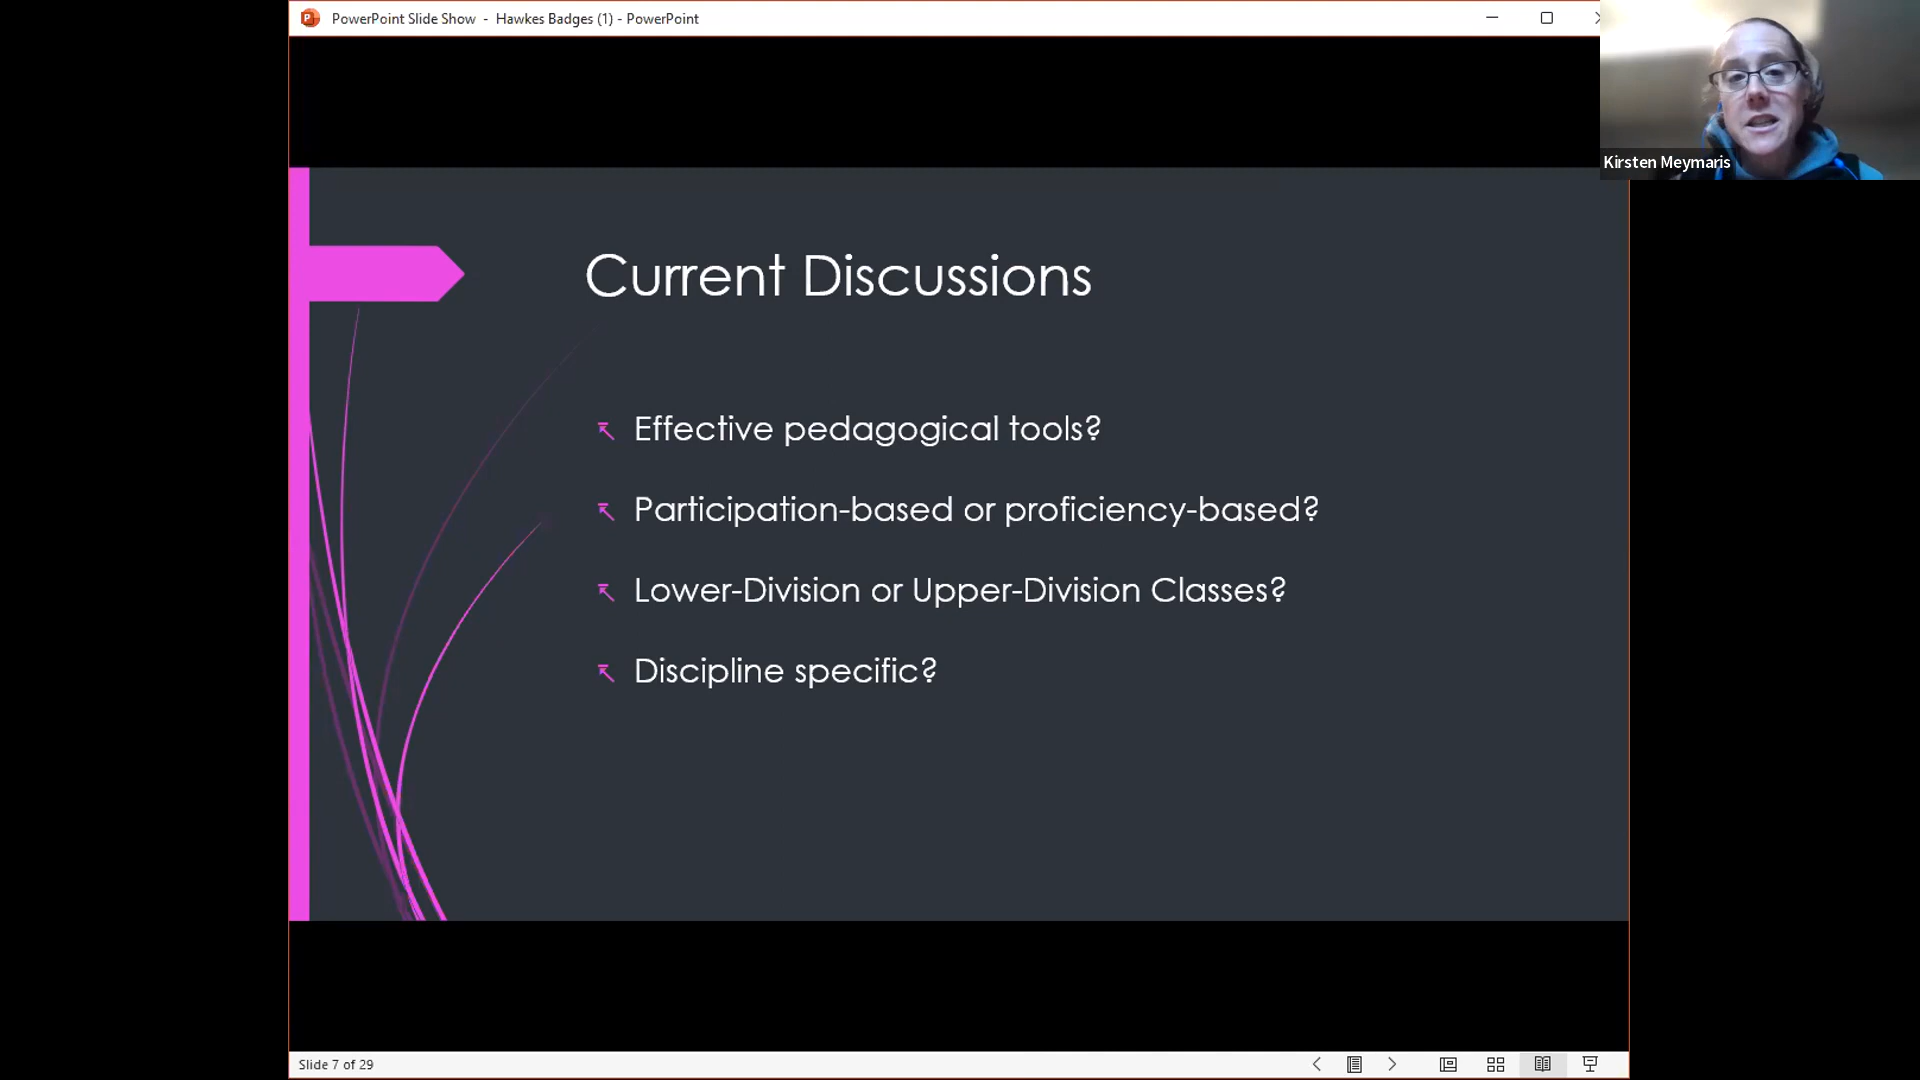 PowerPoint Slide Show - Hawkes Badges (1) - PowerPoint
Kirsten Meymaris
Current Discussions
Effective pedagogical tools?
Participation-based or proficiency-based?
Lower-Division or Upper-Division Classes?
Discipline specific?
Slide 7 of 29